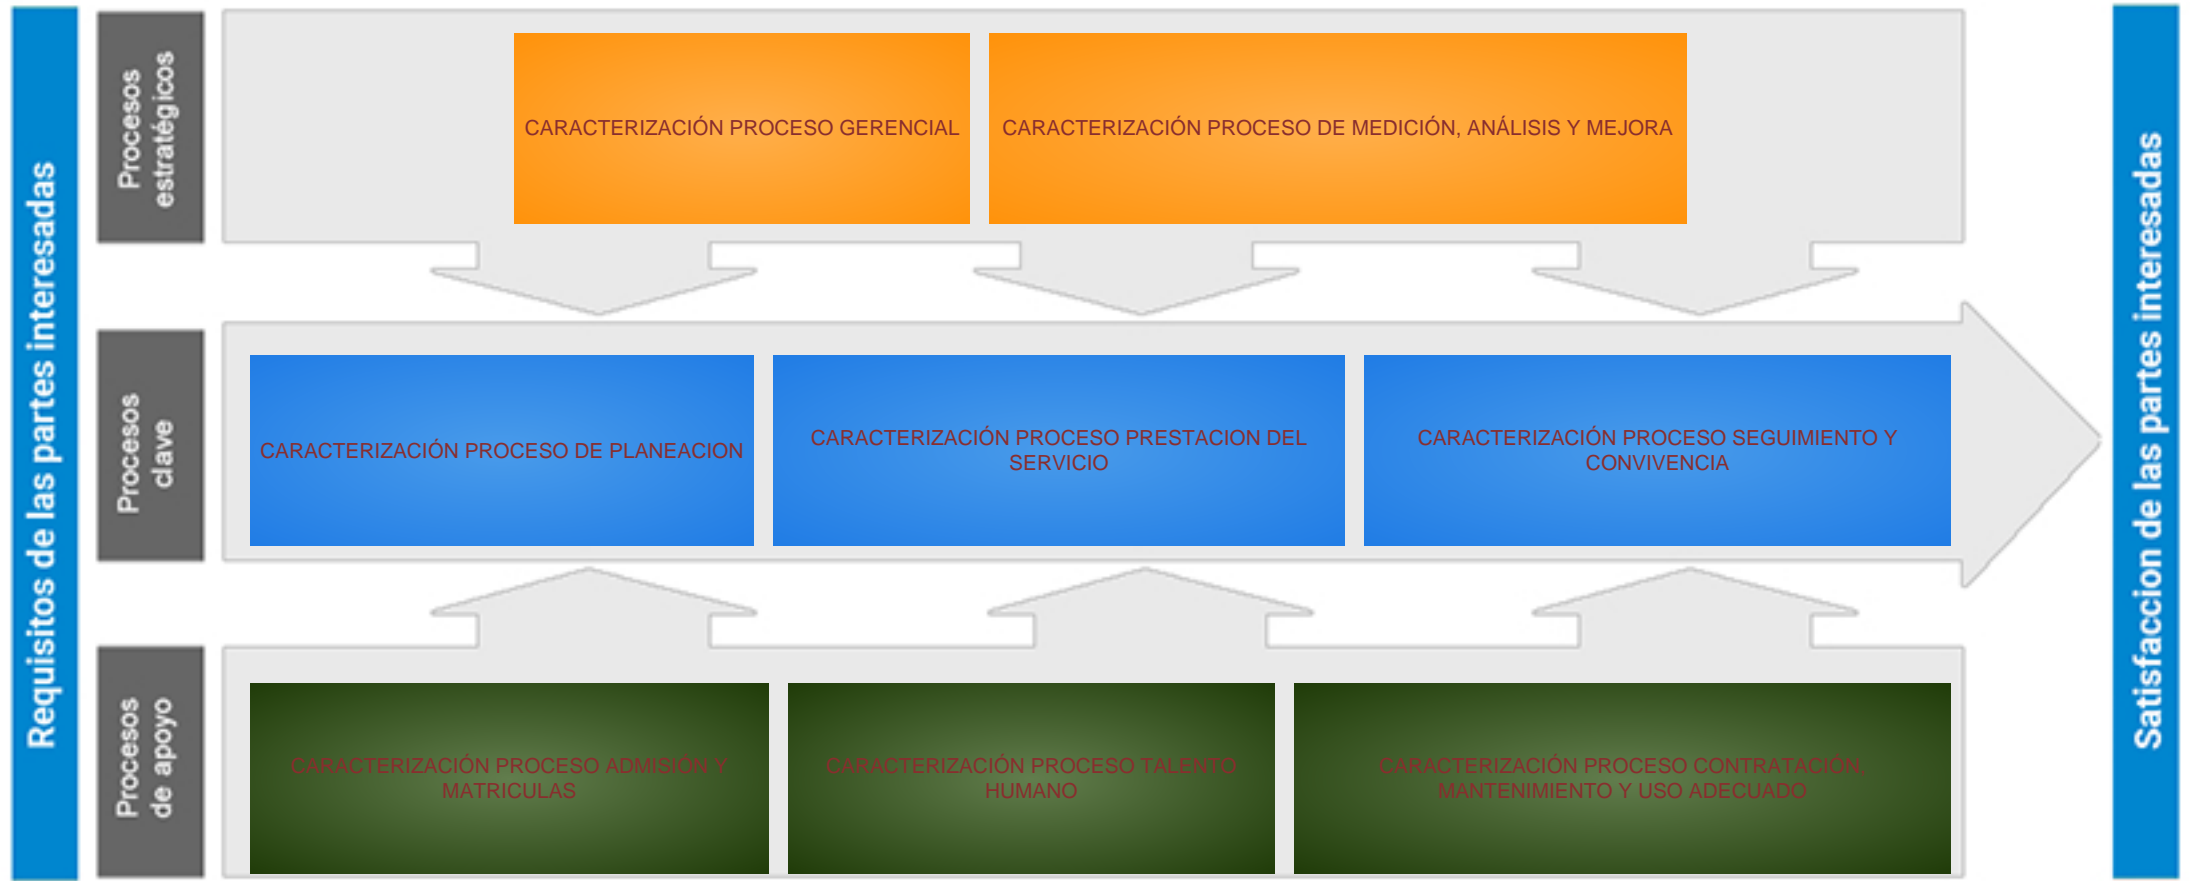 Requisitos de las partes interesadas
Procesos
estratégicos
CARACTERIZACIÓN PROCESO GERENCIAL
CARACTERIZACIÓN PROCESO DE MEDICIÓN, ANÁLISIS Y MEJORA
Procesos
clave
CARACTERIZACIÓN PROCESO DE PLANEACION
CARACTERIZACIÓN PROCESO PRESTACION DEL
SERVICIO
CARACTERIZACIÓN PROCESO SEGUIMIENTO Y
CONVIVENCIA
Procesos
de apoyo
CARACTERIZACIÓN PROCESO ADMISIÓN Y
MATRICULAS
CARACTERIZACIÓN PROCESO TALENTO
HUMANO
CARACTERIZACIÓN PROCESO CONTRATACIÓN,
MANTENIMIENTO Y USO ADECUADO
Satisfaccion de las partes interesadas